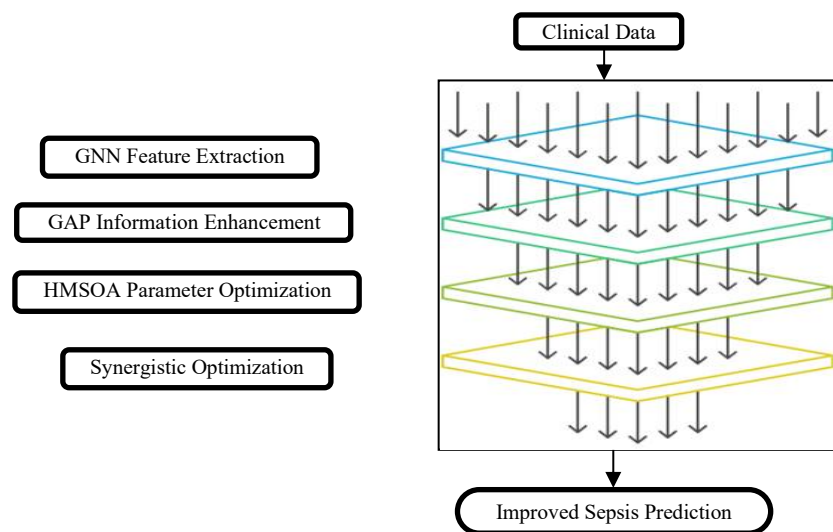 Clinical Data
GNN Feature Extraction
GAP Information Enhancement
HMSOA Parameter Optimization
Synergistic Optimization
Improved Sepsis Prediction